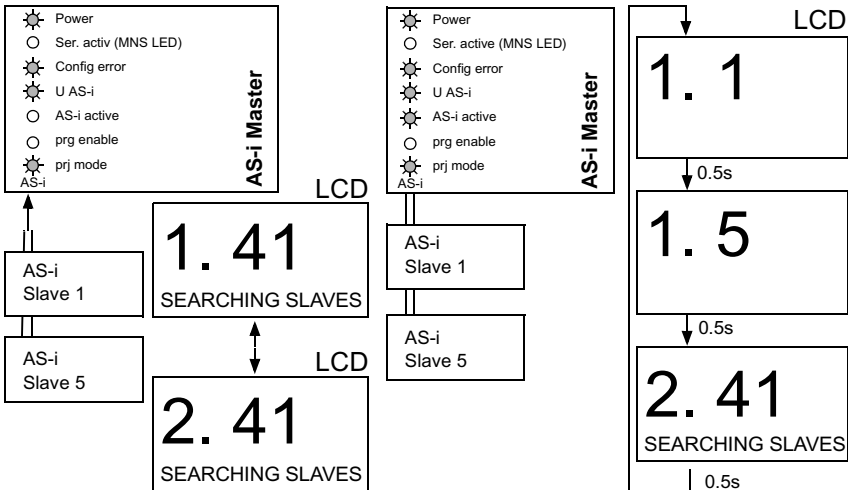 Power
Ser. activ (MNS LED)
Config error
U AS-i
AS-i active
prg enable
prj mode
AS-i
AS-i Master
AS-i
Slave 1
AS-i
Slave 5
LCD
1. 41
SEARCHING SLAVES
LCD
2. 41
SEARCHING SLAVES
Power
Ser. active (MNS LED)
Config error
U AS-i
AS-i active
prg enable
prj mode
AS-i
AS-i Master
AS-i
Slave 1
AS-i
Slave 5
LCD
1. 1
0.5s
1. 5
0.5s
2. 41
SEARCHING SLAVES
0.5s